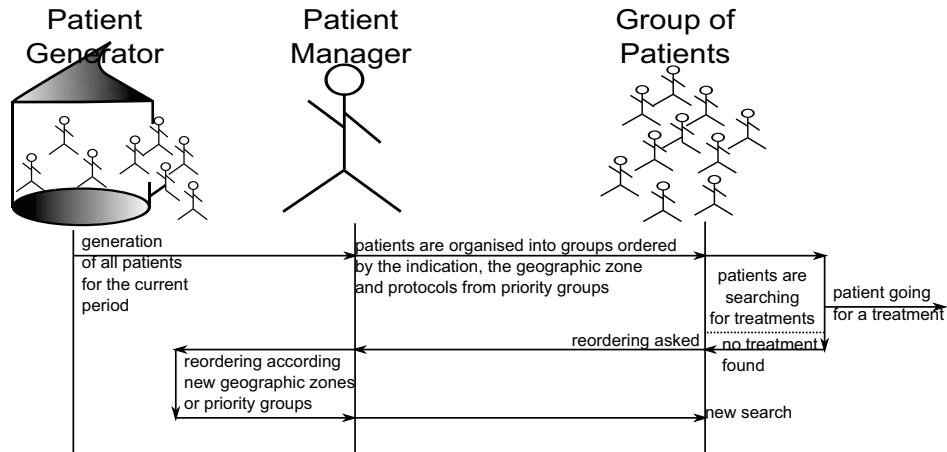 Patient
Generator
Patient
Manager
Group of
Patients
generation
of all patients
for the current
period
patients are organised into groups ordered
by the indication, the geographic zone
and protocols from priority groups
patients are
searching
for treatments
patient going
for a treatment
reordering asked
no treatment
found
reordering according
new geographic zones
or priority groups
new search